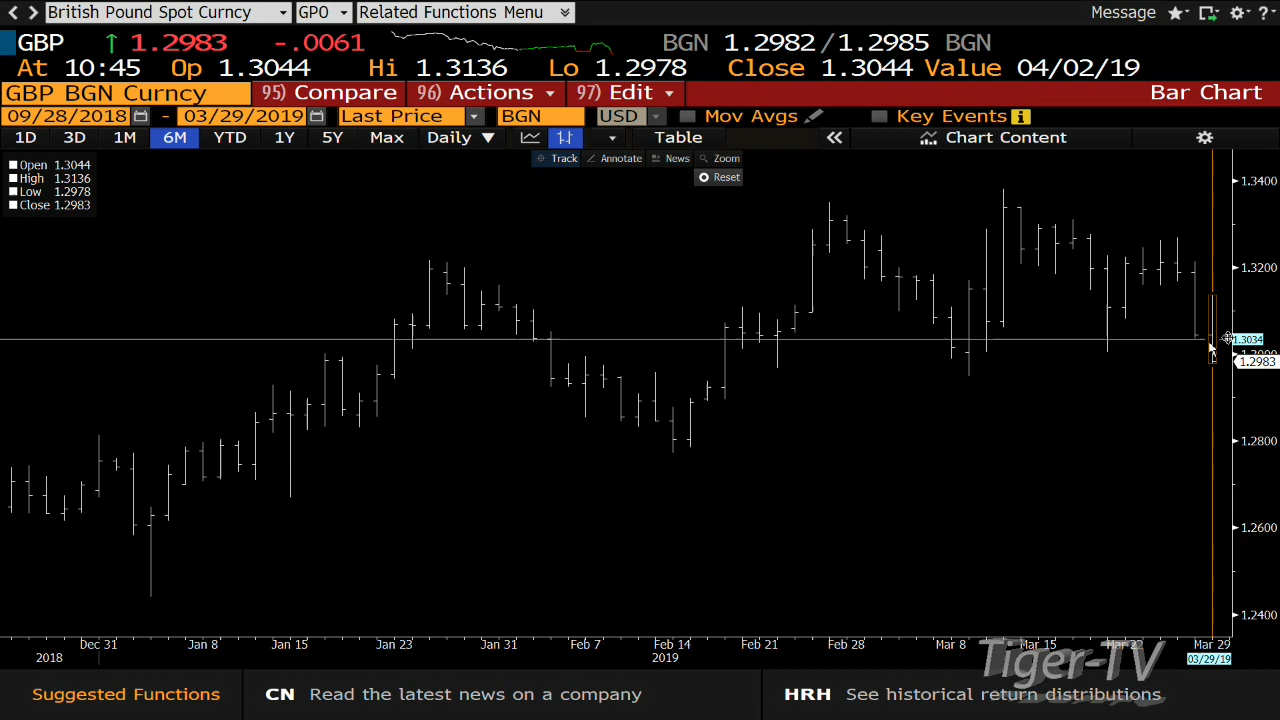 British Pound Spot Curncy GPO Related Functions Menu Message ?
GBP ↑ 1.2983 -.0061 BGN 1.2982/1.2985 BGN
At 10:45 Op 1.3044 Hi 1.3136 Lo 1.2978 Close 1.3044 Value 04/02/19
GBP BGN Curncy 95) Compare 96) Actions 97) Edit Bar Chart
09/28/2018 - 03/29/2019 Last Price BGN USD Mov Avgs Key Events i
1D 3D 1M 6M YTD 1Y 5Y Max Daily ▼ Table « Chart Content
Track Annotate News Zoom
Reset
Open 1.3044
High 1.3136
Low 1.2978
Close 1.2983
1.3400
1.3200
1.3034
1.3000
1.2983
1.2800
1.2600
1.2400
Dec 31 Jan 8 Jan 15 Jan 23 Jan 31 Feb 7 Feb 14 Feb 21 Feb 28 Mar 8 Mar 15 Mar 22 Mar 29
2018 2019 03/29/19
Tiger-TV
Suggested Functions CN Read the latest news on a company HRH See historical return distributions